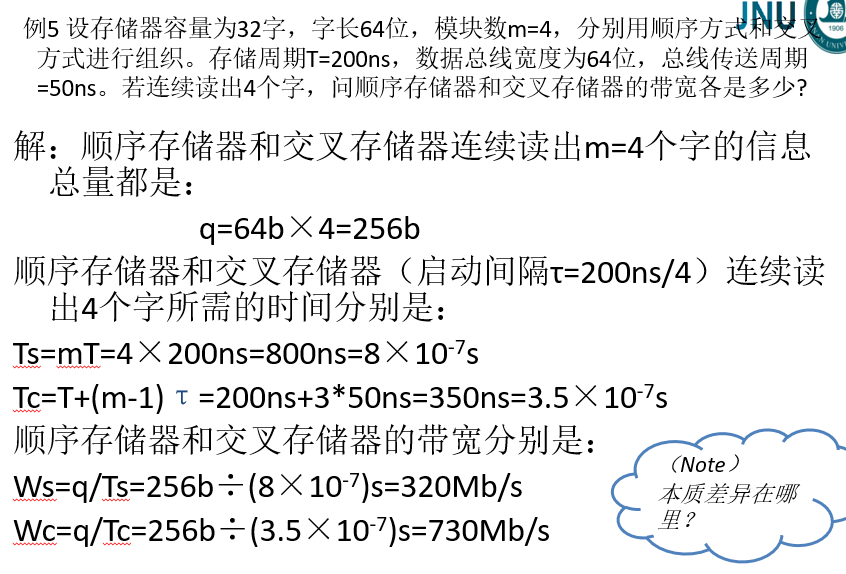 JNU
1906
例5 设存储器容量为32字，字长64位，模块数m=4，分别用顺序方式和交叉
方式进行组织。存储周期T=200ns，数据总线宽度为64位，总线传送周期
=50ns。若连续读出4个字，问顺序存储器和交叉存储器的带宽各是多少?
解：顺序存储器和交叉存储器连续读出m=4个字的信息
总量都是：
q=64b×4=256b
顺序存储器和交叉存储器（启动间隔τ=200ns/4）连续读
出4个字所需的时间分别是：
Ts=mT=4×200ns=800ns=8×10⁻⁷s
Tc=T+(m-1) τ =200ns+3*50ns=350ns=3.5×10⁻⁷s
顺序存储器和交叉存储器的带宽分别是：
Ws=q/Ts=256b÷(8×10⁻⁷)s=320Mb/s
Wc=q/Tc=256b÷(3.5×10⁻⁷)s=730Mb/s
（Note）
本质差异在哪
里？